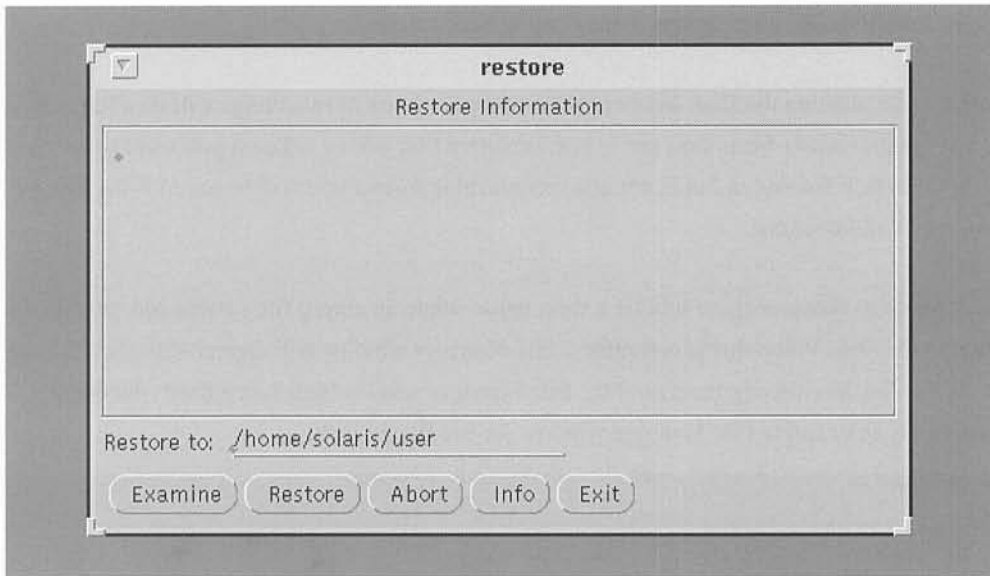 restore
Restore Information
Restore to: /home/solaris/user
Examine Restore Abort Info Exit